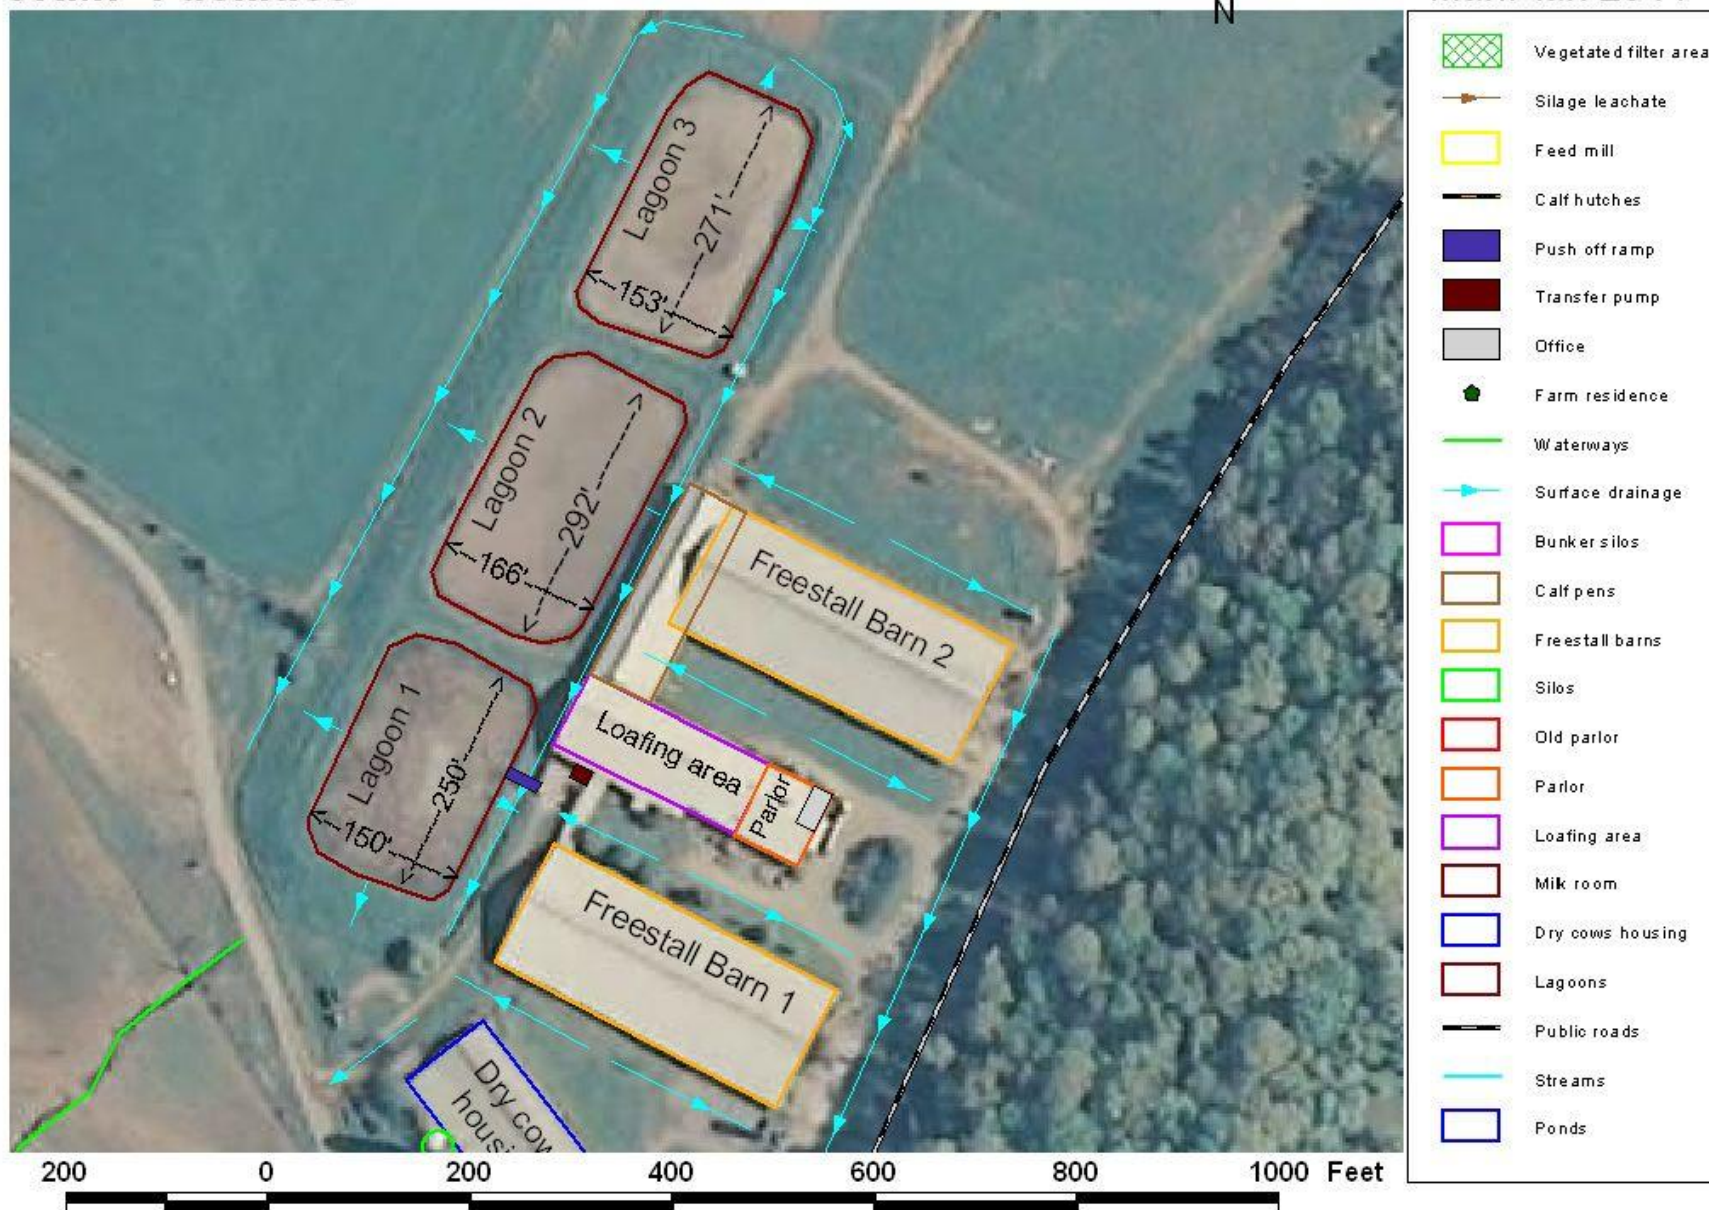 N
Lagoon 3
271'
153'
Lagoon 2
292'
166'
Lagoon 1
250'
150'
Freestall Barn 2
Loafing area
Parlor
Freestall Barn 1
Dry cow
Vegetated filter area
Silage leachate
Feed mill
Calf hutches
Push off ramp
Transfer pump
Office
Farm residence
Waterways
Surface drainage
Bunker silos
Calf pens
Freestall barns
Silos
Old parlor
Parlor
Loafing area
Milk room
Dry cows housing
Lagoons
Public roads
Streams
Ponds
200 0 200 400 600 800 1000 Feet